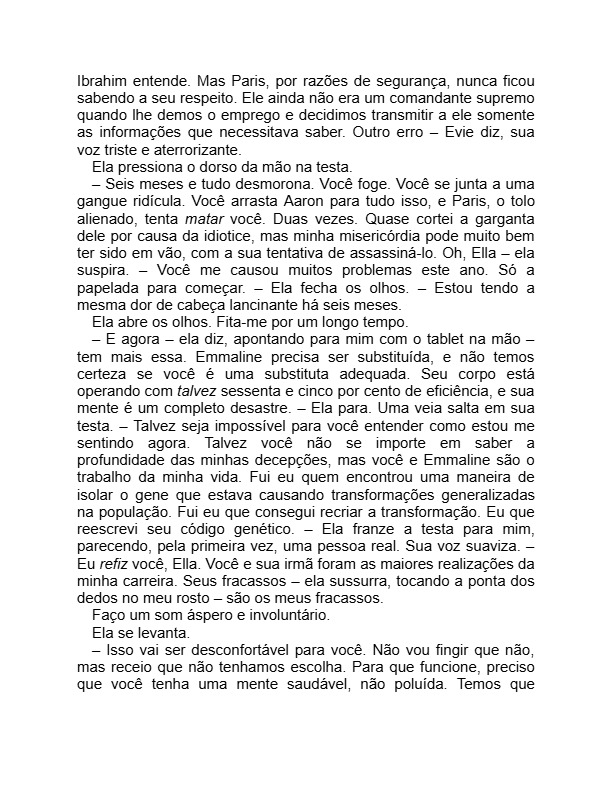 Ibrahim entende. Mas Paris, por razões de segurança, nunca ficou
sabendo a seu respeito. Ele ainda não era um comandante supremo
quando lhe demos o emprego e decidimos transmitir a ele somente
as informações que necessitava saber. Outro erro – Evie diz, sua
voz triste e aterrorizante.
Ela pressiona o dorso da mão na testa.
– Seis meses e tudo desmorona. Você foge. Você se junta a uma
gangue ridícula. Você arrasta Aaron para tudo isso, e Paris, o tolo
alienado, tenta matar você. Duas vezes. Quase cortei a garganta
dele por causa da idiotice, mas minha misericórdia pode muito bem
ter sido em vão, com a sua tentativa de assassiná-lo. Oh, Ella – ela
suspira. – Você me causou muitos problemas este ano. Só a
papelada para começar. – Ela fecha os olhos. – Estou tendo a
mesma dor de cabeça lancinante há seis meses.
Ela abre os olhos. Fita-me por um longo tempo.
– E agora – ela diz, apontando para mim com o tablet na mão –
tem mais essa. Emmaline precisa ser substituída, e não temos
certeza se você é uma substituta adequada. Seu corpo está
operando com talvez sessenta e cinco por cento de eficiência, e sua
mente é um completo desastre. – Ela para. Uma veia salta em sua
testa. – Talvez seja impossível para você entender como estou me
sentindo agora. Talvez você não se importe em saber a
profundidade das minhas decepções, mas você e Emmaline são o
trabalho da minha vida. Fui eu quem encontrou uma maneira de
isolar o gene que estava causando transformações generalizadas
na população. Fui eu que consegui recriar a transformação. Eu que
reescrevi seu código genético. – Ela franze a testa para mim,
parecendo, pela primeira vez, uma pessoa real. Sua voz suaviza. –
Eu refiz você, Ella. Você e sua irmã foram as maiores realizações da
minha carreira. Seus fracassos – ela sussurra, tocando a ponta dos
dedos no meu rosto – são os meus fracassos.
Faço um som áspero e involuntário.
Ela se levanta.
– Isso vai ser desconfortável para você. Não vou fingir que não,
mas receio que não tenhamos escolha. Para que funcione, preciso
que você tenha uma mente saudável, não poluída. Temos que